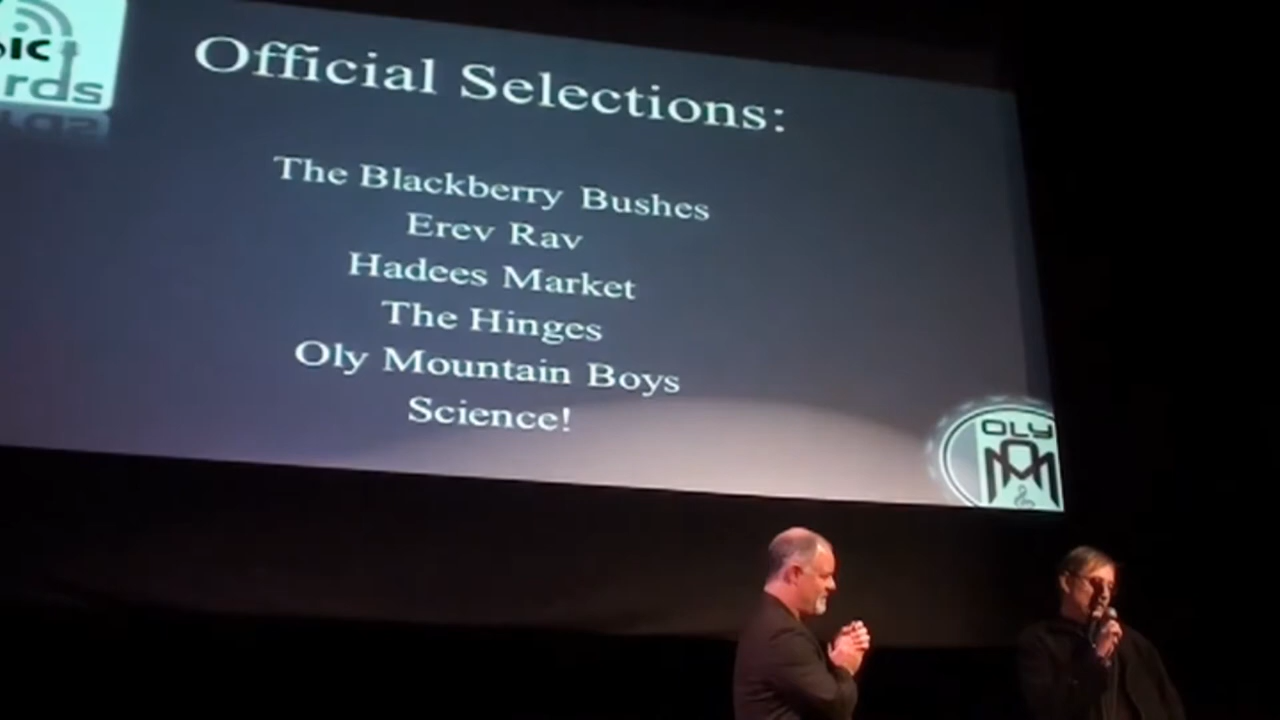 Official Selections:
The Blackberry Bushes
Erev Rav
Hadees Market
The Hinges
Oly Mountain Boys
Science!
OLY